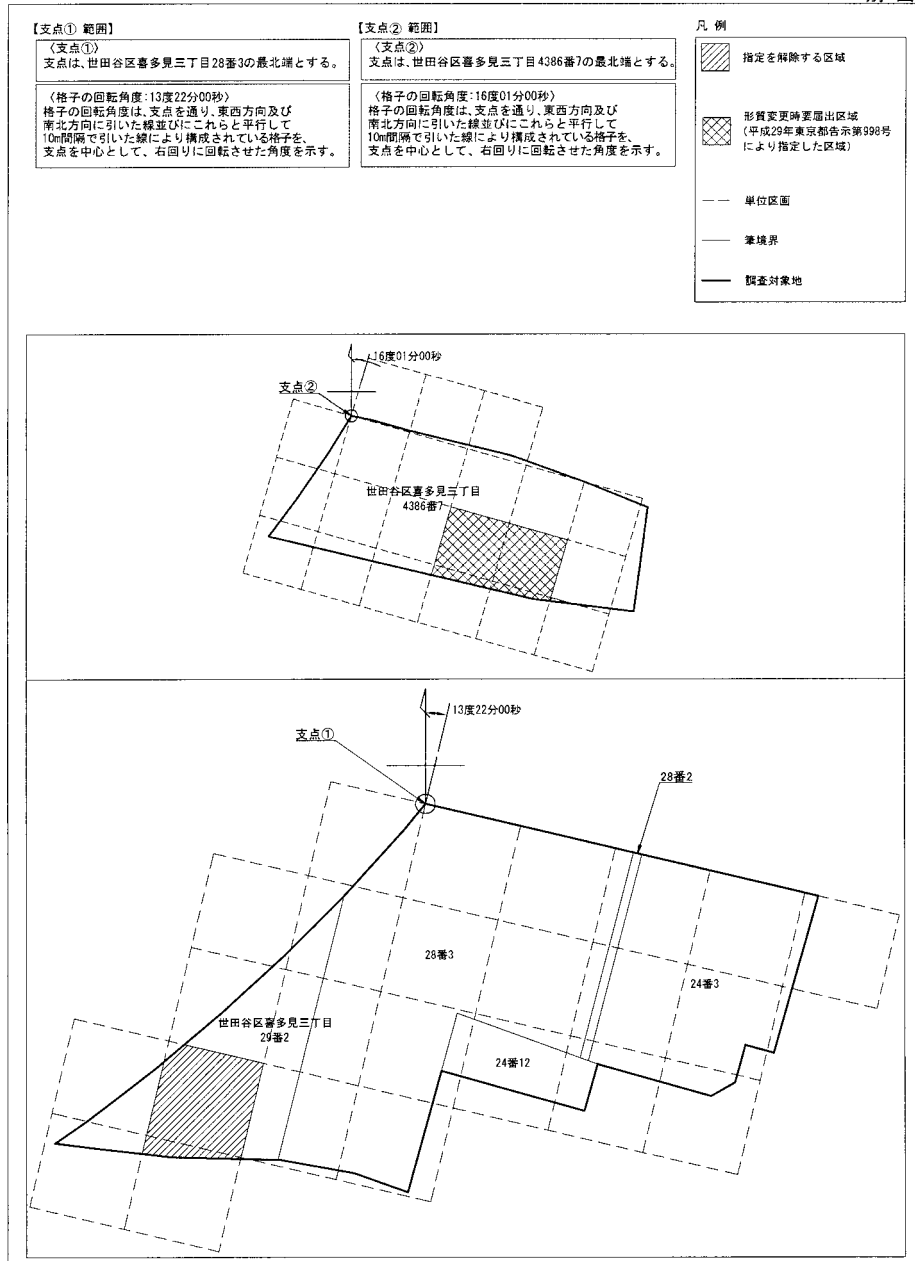 【支点① 範囲】
〈支点①〉
支点は、世田谷区喜多見三丁目28番3の最北端とする。
〈格子の回転角度:13度22分00秒〉
格子の回転角度は、支点を通り、東西方向及び
南北方向に引いた線並びにこれらと平行して
10m間隔で引いた線により構成されている格子を、
支点を中心として、右回りに回転させた角度を示す。
【支点② 範囲】
〈支点②〉
支点は、世田谷区喜多見三丁目4386番7の最北端とする。
〈格子の回転角度:16度01分00秒〉
格子の回転角度は、支点を通り、東西方向及び
南北方向に引いた線並びにこれらと平行して
10m間隔で引いた線により構成されている格子を、
支点を中心として、右回りに回転させた角度を示す。
凡 例
指定を解除する区域
形質変更時要届出区域
(平成29年東京都告示第998号
により指定した区域)
単位区画
筆境界
調査対象地
16度01分00秒
支点②
世田谷区喜多見三丁目
4386番7
13度22分00秒
支点①
28番2
28番3
24番3
世田谷区喜多見三丁目
29番2
24番12